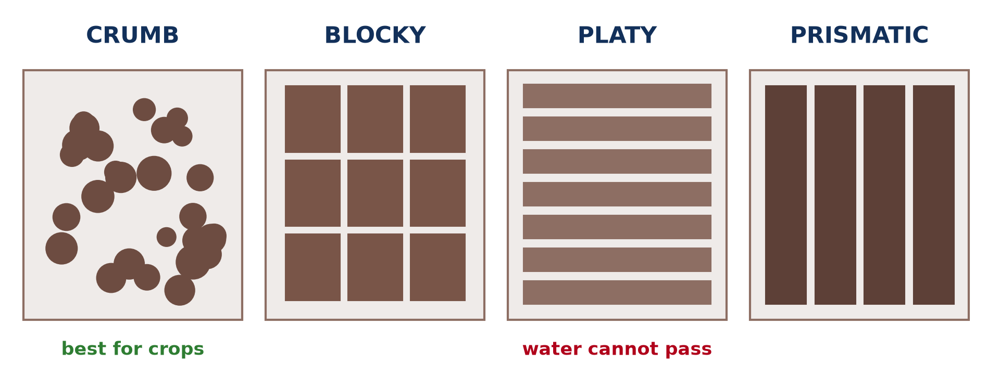 CRUMB
BLOCKY
PLATY
PRISMATIC
best for crops
water cannot pass